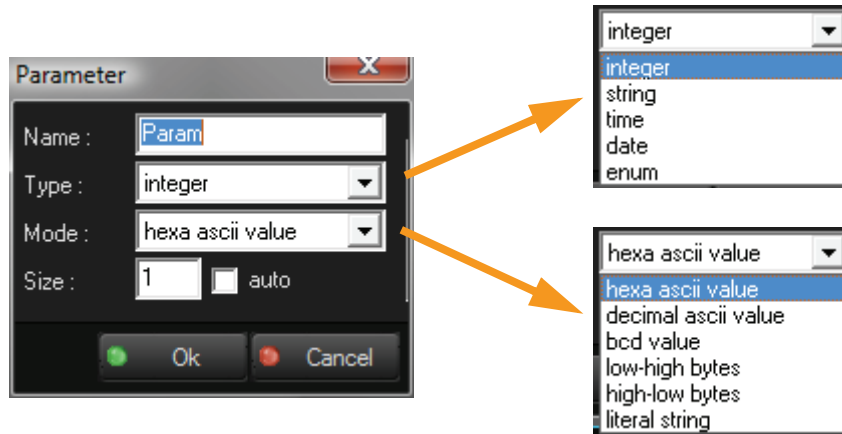 Parameter
X
Name :
Param
Type :
integer
Mode :
hexa ascii value
Size :
1
auto
Ok
Cancel
integer
integer
string
time
date
enum
hexa ascii value
hexa ascii value
decimal ascii value
bcd value
low-high bytes
high-low bytes
literal string